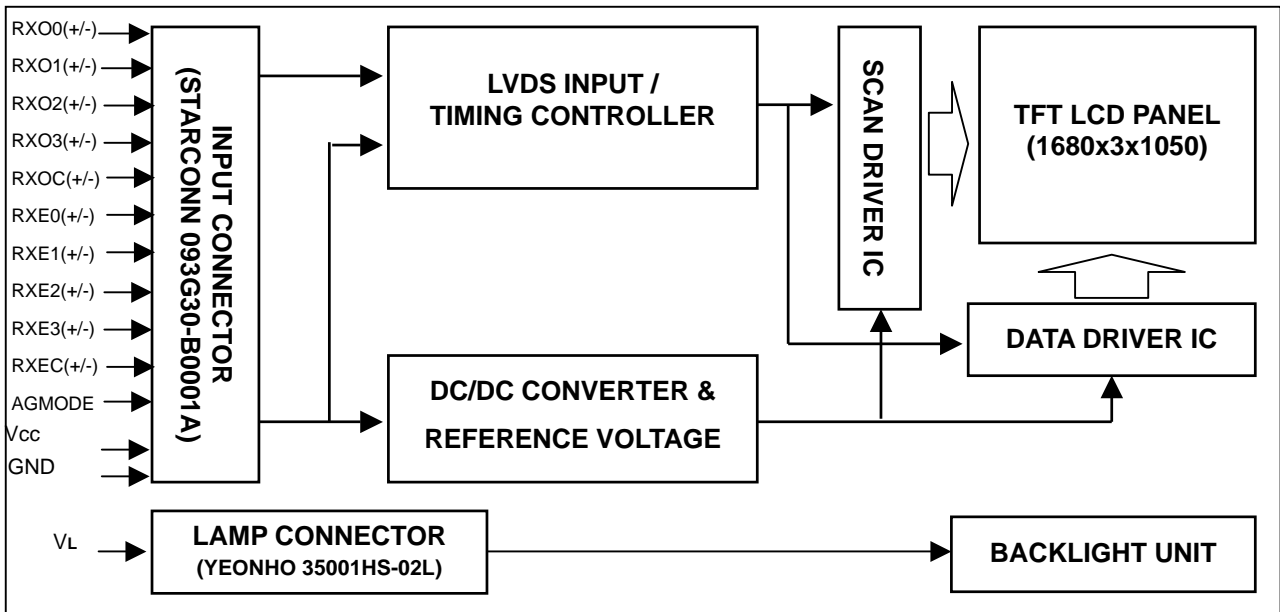 RXO0(+/-)
RXO1(+/-)
RXO2(+/-)
RXO3(+/-)
RXOC(+/-)
RXE0(+/-)
RXE1(+/-)
RXE2(+/-)
RXE3(+/-)
RXEC(+/-)
AGMODE
Vcc
GND
VL
INPUT CONNECTOR
(STARCONN 093G30-B0001A)
LVDS INPUT /
TIMING CONTROLLER
DC/DC CONVERTER &
REFERENCE VOLTAGE
SCAN DRIVER IC
TFT LCD PANEL
(1680x3x1050)
DATA DRIVER IC
LAMP CONNECTOR
(YEONHO 35001HS-02L)
BACKLIGHT UNIT